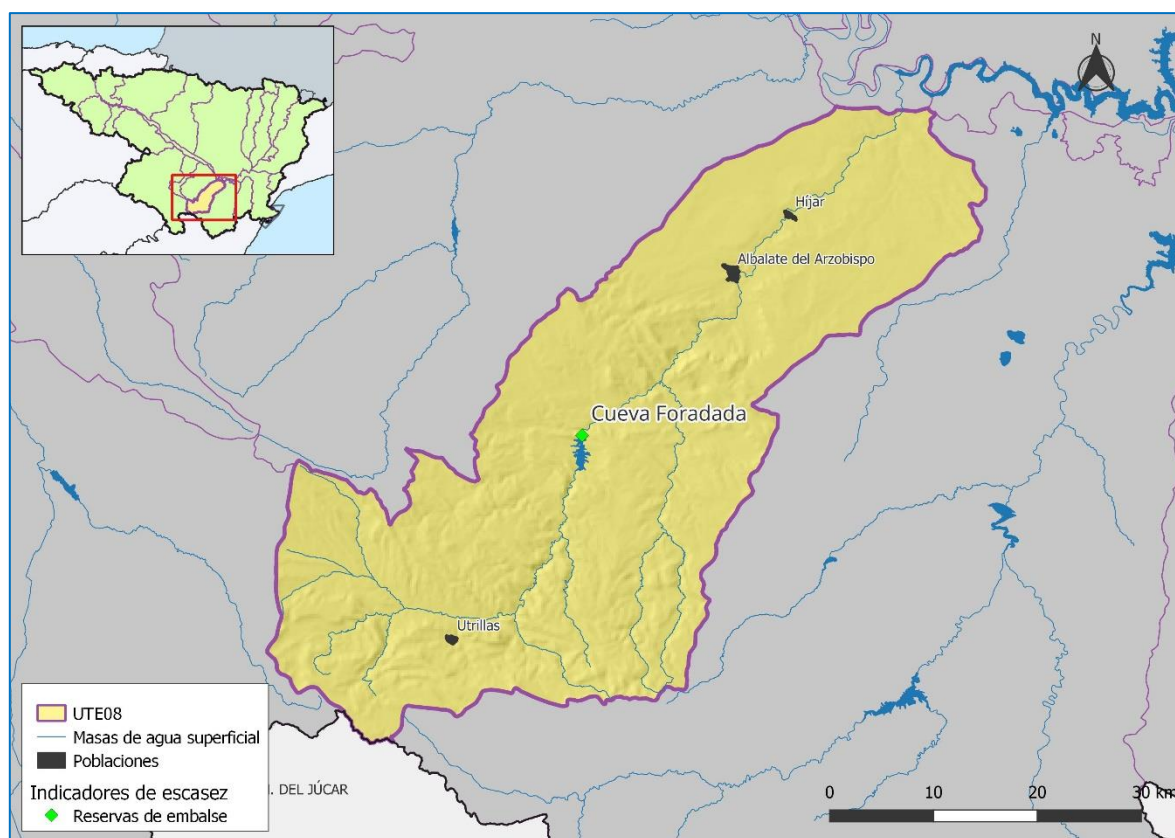 N
Híjar
Albalate del Arzobispo
Cueva Foradada
Utrillas
UTE08
Masas de agua superficial
Poblaciones
Indicadores de escasez
Reservas de embalse
. DEL JÚCAR
0 10 20 30 km